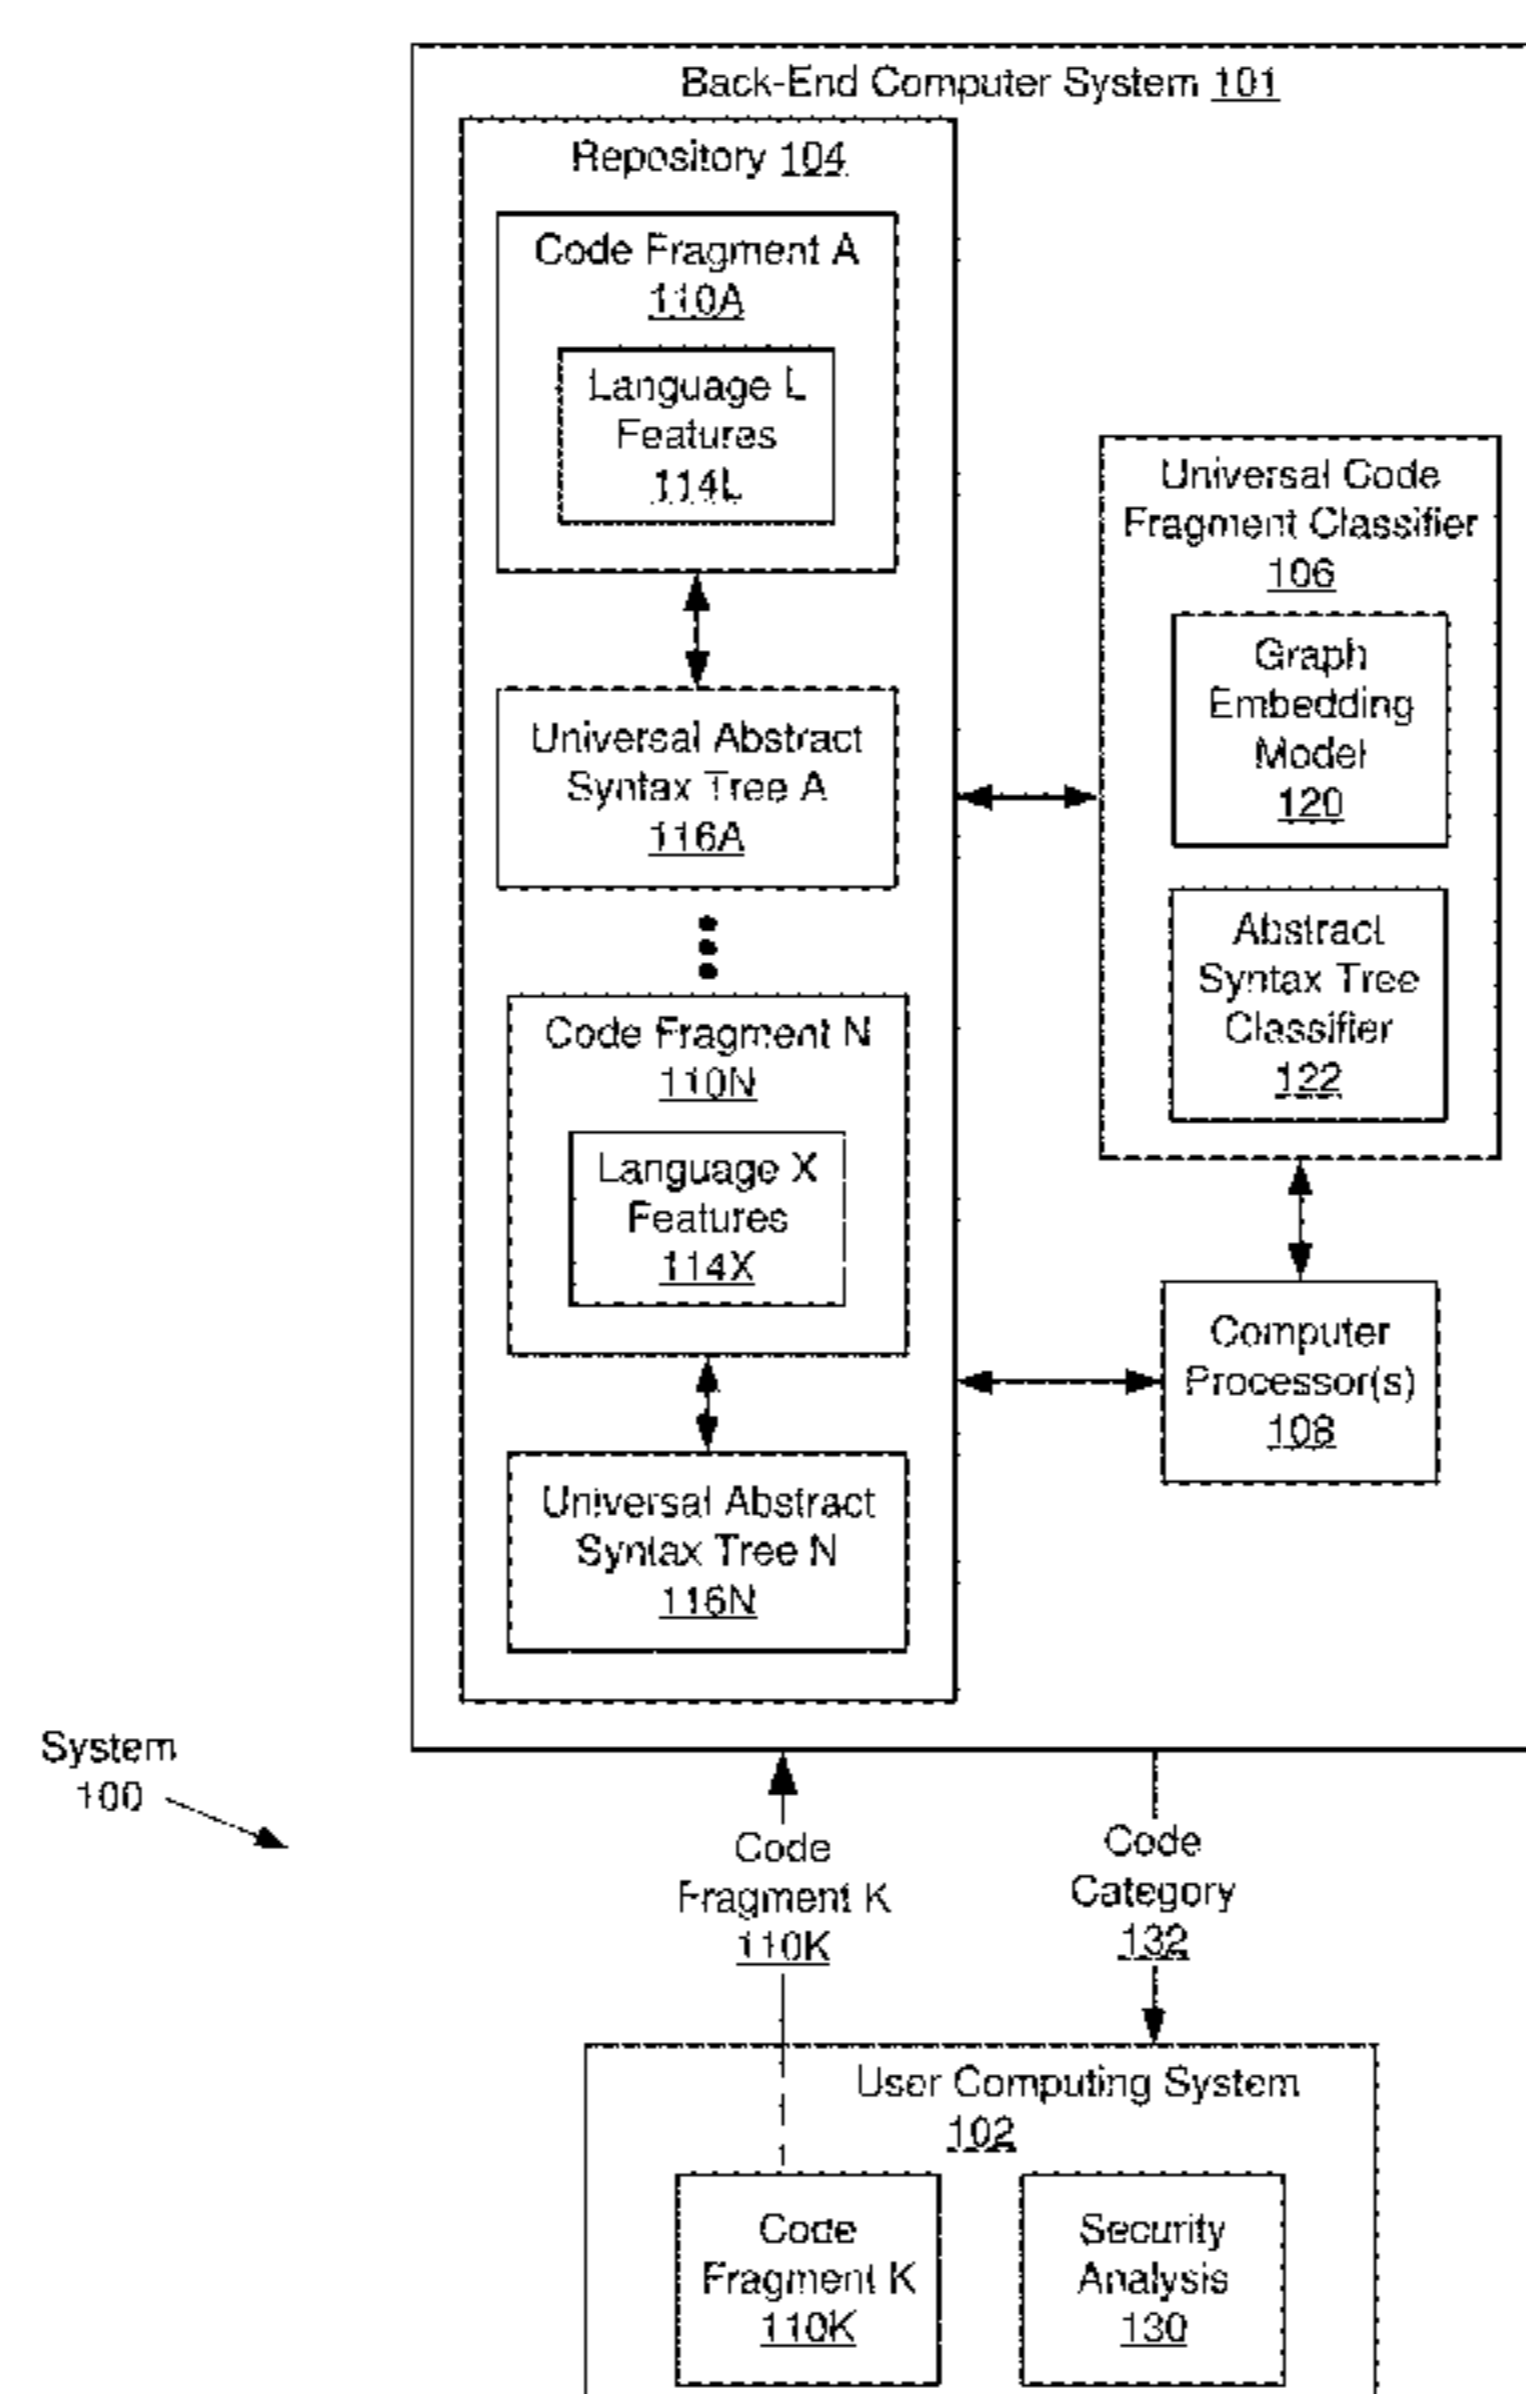 Back-End Computer System 101
Repository 104
Code Fragment A
110A
Language L
Features
114L
Universal Abstract
Syntax Tree A
116A
Code Fragment N
110N
Language X
Features
114X
Universal Abstract
Syntax Tree N
116N
Universal Code
Fragment Classifier
106
Graph
Embedding
Model
120
Abstract
Syntax Tree
Classifier
122
Computer
Processor(s)
108
System
100
Code
Fragment K
110K
Code
Category
132
User Computing System
102
Code
Fragment K
110K
Security
Analysis
130